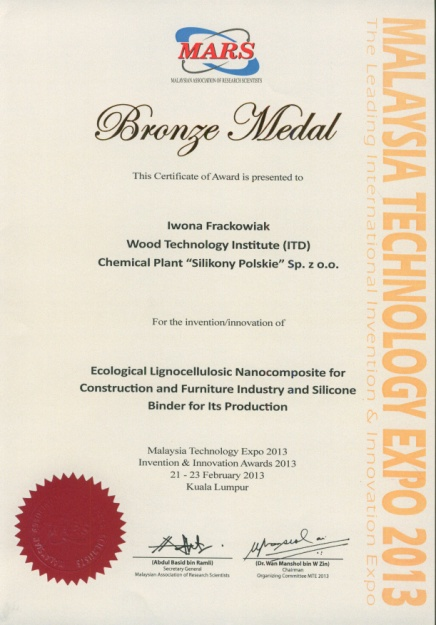 MARS
MALAYSIAN ASSOCIATION OF RESEARCH SCIENTISTS
Bronze Medal
This Certificate of Award is presented to
Iwona Frackowiak
Wood Technology Institute (ITD)
Chemical Plant “Silikony Polskie” Sp. z o.o.
For the invention/innovation of
Ecological Lignocellulosic Nanocomposite for
Construction and Furniture Industry and Silicone
Binder for Its Production
Malaysia Technology Expo 2013
Invention & Innovation Awards 2013
21 - 23 February 2013
Kuala Lumpur
(Abdul Basid bin Ramli)
Secretary General
Malaysian Association of Research Scientists
(Dr. Wan Manshol bin W Zin)
Chairman
Organizing Committee MTE 2013
MALAYSIA TECHNOLOGY EXPO 2013
The Leading International Invention & Innovation Expo